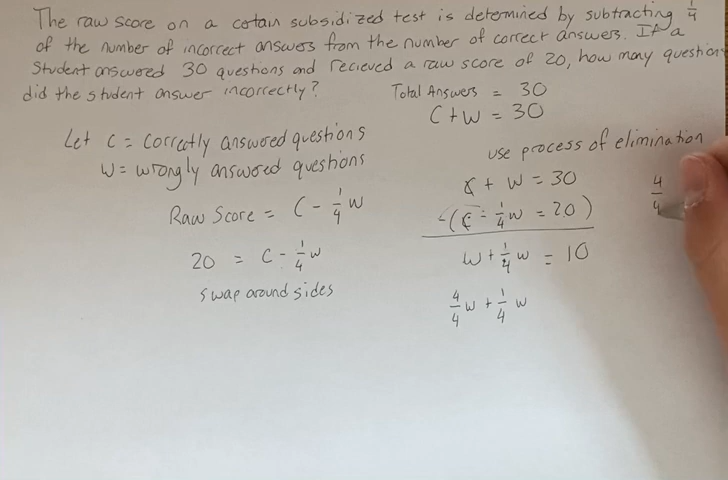 The raw score on a certain subsidized test is determined by subtracting 1/4
of the number of incorrect answers from the number of correct answers. If a
student answered 30 questions and recieved a raw score of 20, how many questions
did the student answer incorrectly?
Total Answers = 30
C + W = 30
Let C = Correctly answered questions
W = wrongly answered questions
Raw Score = C - 1/4 W
20 = C - 1/4 W
swap around sides
use process of elimination
C + W = 30
-(C - 1/4 W = 20)
W + 1/4 W = 10
4/4 W + 1/4 W
4/4